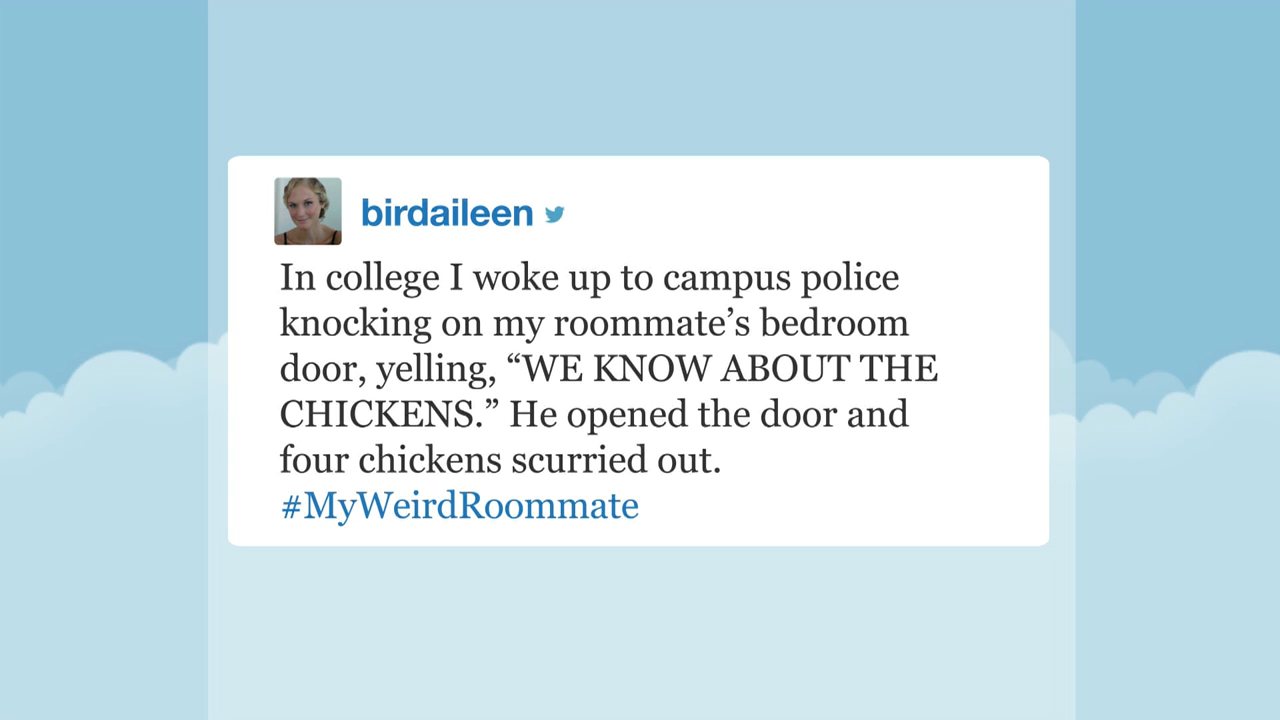 birdaileen
In college I woke up to campus police
knocking on my roommate’s bedroom
door, yelling, “WE KNOW ABOUT THE
CHICKENS.” He opened the door and
four chickens scurried out.
#MyWeirdRoommate